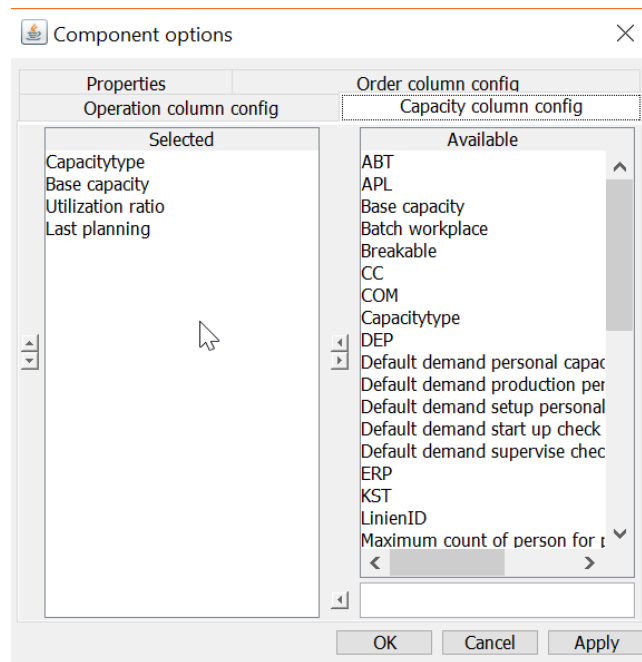 Component options
Properties
Order column config
Operation column config
Capacity column config
Selected
Capacitytype
Base capacity
Utilization ratio
Last planning
Available
ABT
APL
Base capacity
Batch workplace
Breakable
CC
COM
Capacitytype
DEP
Default demand personal capac
Default demand production per
Default demand setup personal
Default demand start up check
Default demand supervise chec
ERP
KST
LinienID
Maximum count of person for p
OK
Cancel
Apply